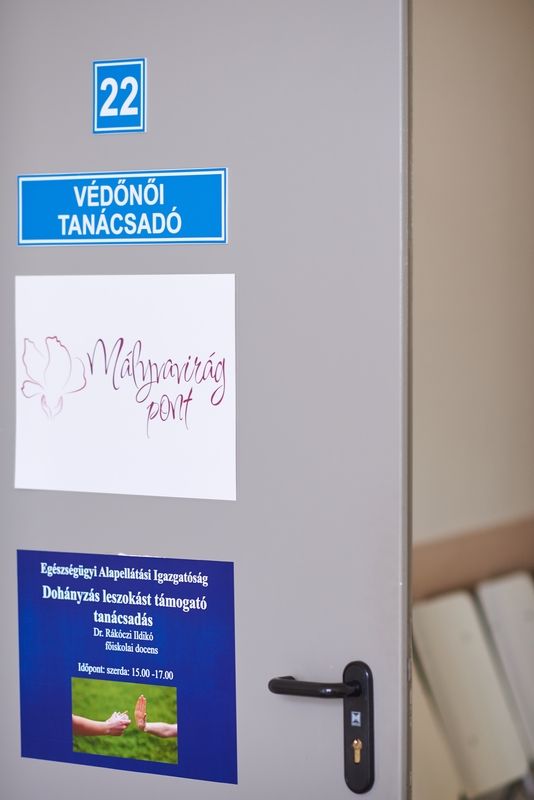 22
VÉDŐNŐI
TANÁCSADÓ
Mályvavirág
pont
Egészségügyi Alapellátási Igazgatóság
Dohányzás leszokást támogató
tanácsadás
Dr. Rákóczi Ildikó
főiskolai docens
Időpont: szerda: 15.00 -17.00